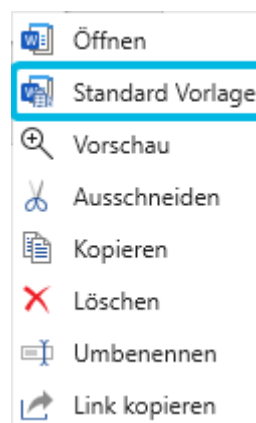 Öffnen
Standard Vorlage
Vorschau
Ausschneiden
Kopieren
Löschen
Umbenennen
Link kopieren